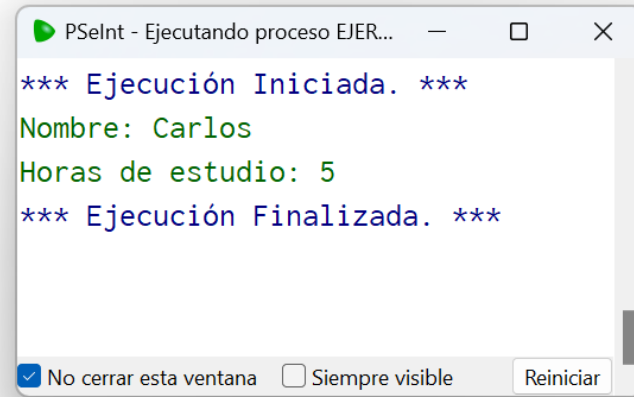 PSeInt - Ejecutando proceso EJER...
*** Ejecución Iniciada. ***
Nombre: Carlos
Horas de estudio: 5
*** Ejecución Finalizada. ***
No cerrar esta ventana Siempre visible Reiniciar